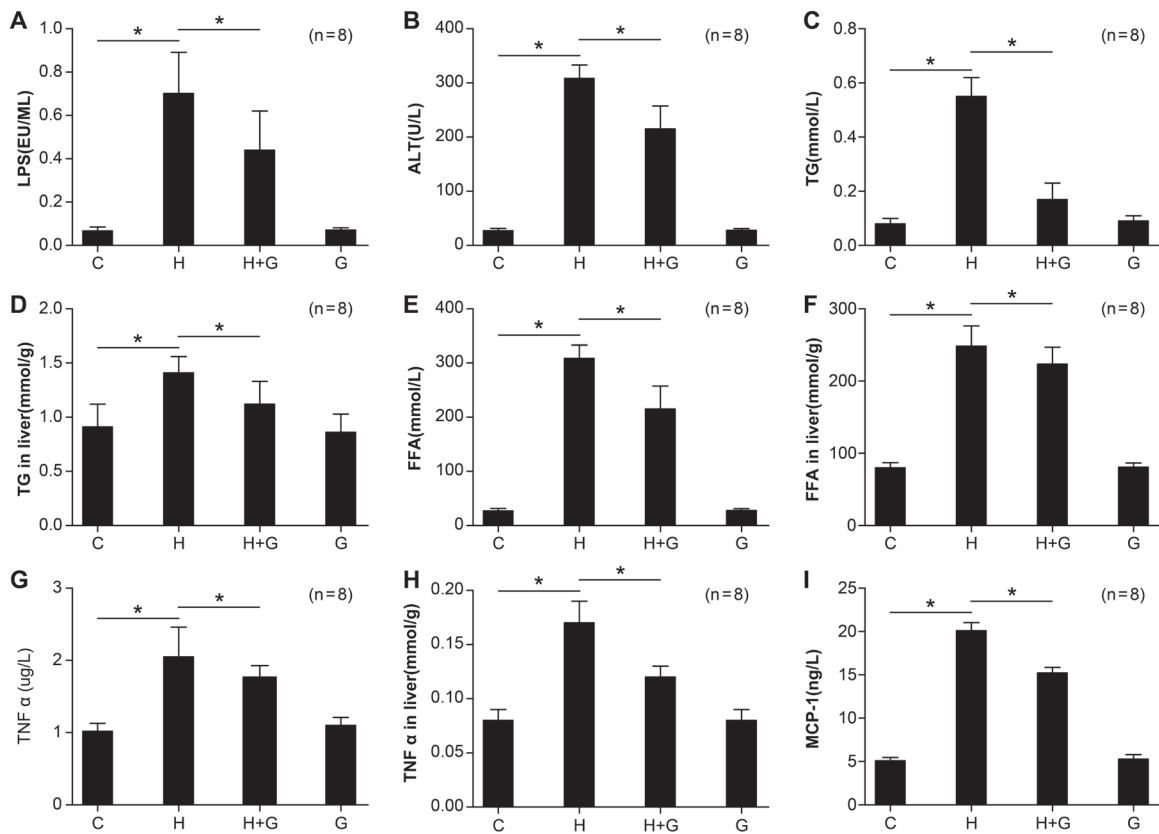 A
LPS(EU/ML)
1.0
0.8
0.6
0.4
0.2
0.0
* *
(n=8)
C H H+G G
B
ALT(U/L)
400
300
200
100
0
* *
(n=8)
C H H+G G
C
TG(mmol/L)
0.8
0.6
0.4
0.2
0.0
* *
(n=8)
C H H+G G
D
TG in liver(mmol/g)
2.0
1.5
1.0
0.5
0.0
* *
(n=8)
C H H+G G
E
FFA(mmol/L)
400
300
200
100
0
* *
(n=8)
C H H+G G
F
FFA in liver(mmol/g)
300
200
100
0
* *
(n=8)
C H H+G G
G
TNF α (ug/L)
3
2
1
0
* *
(n=8)
C H H+G G
H
TNF α in liver(mmol/g)
0.20
0.15
0.10
0.05
0.00
* *
(n=8)
C H H+G G
I
MCP-1(ng/L)
25
20
15
10
5
0
* *
(n=8)
C H H+G G